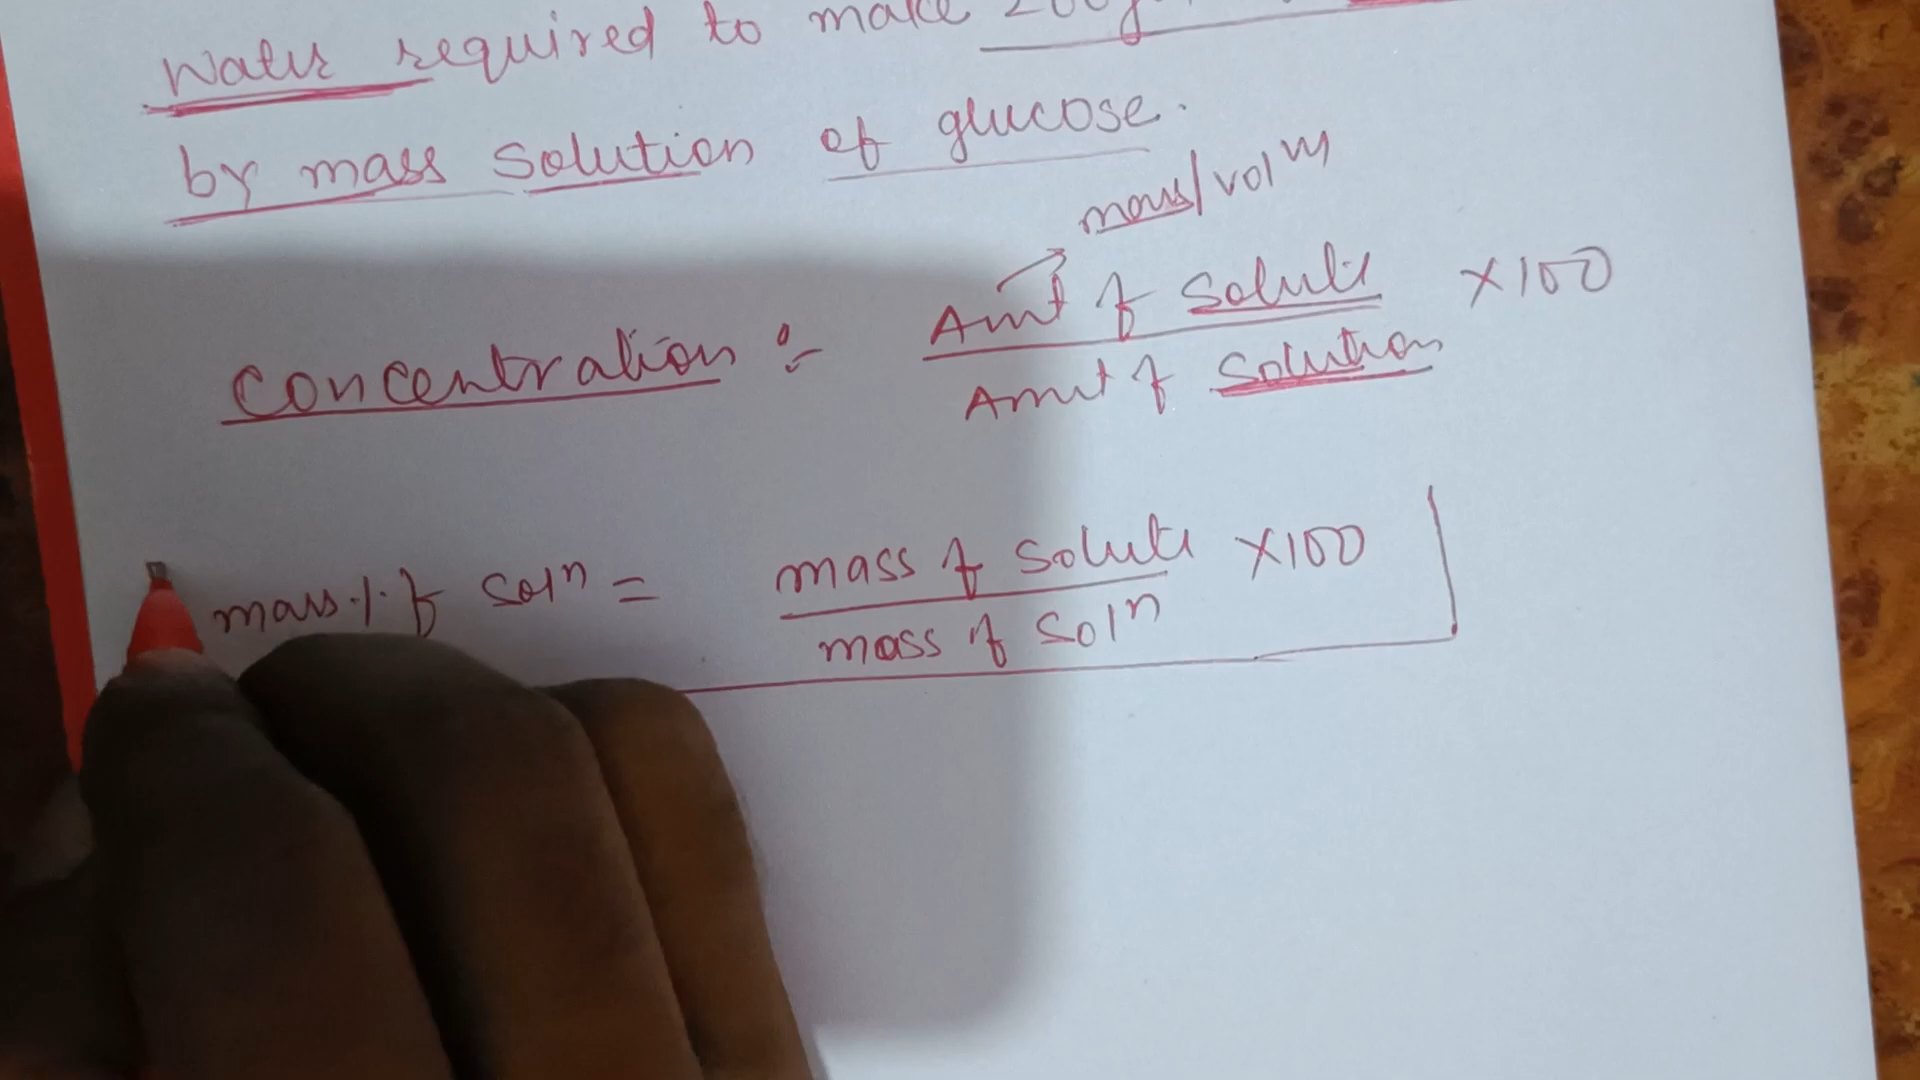 Water required to make 200g
by mass solution of glucose.
mass/volm
Concentration :- Amt of Solute ×100
Amt of Solution
mass % of Soln = mass of Solute ×100
mass of Soln